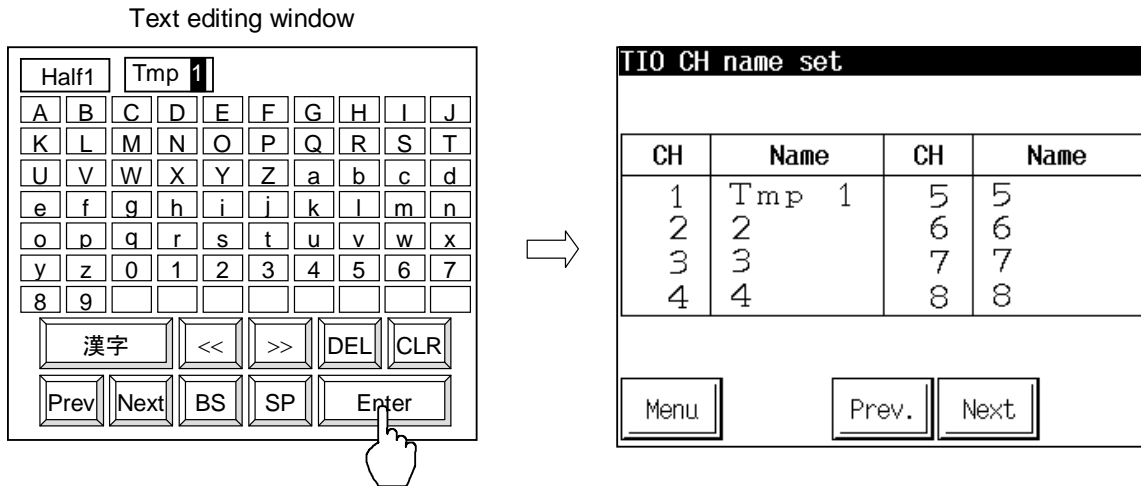 Text editing window
Half1 Tmp 1
A B C D E F G H I J
K L M N O P Q R S T
U V W X Y Z a b c d
e f g h i j k l m n
o p q r s t u v w x
y z 0 1 2 3 4 5 6 7
8 9
漢字 << >> DEL CLR
Prev Next BS SP Enter
TIO CH name set
CH Name CH Name
1 Tmp 1 5 5
2 2 6 6
3 3 7 7
4 4 8 8
Menu Prev. Next